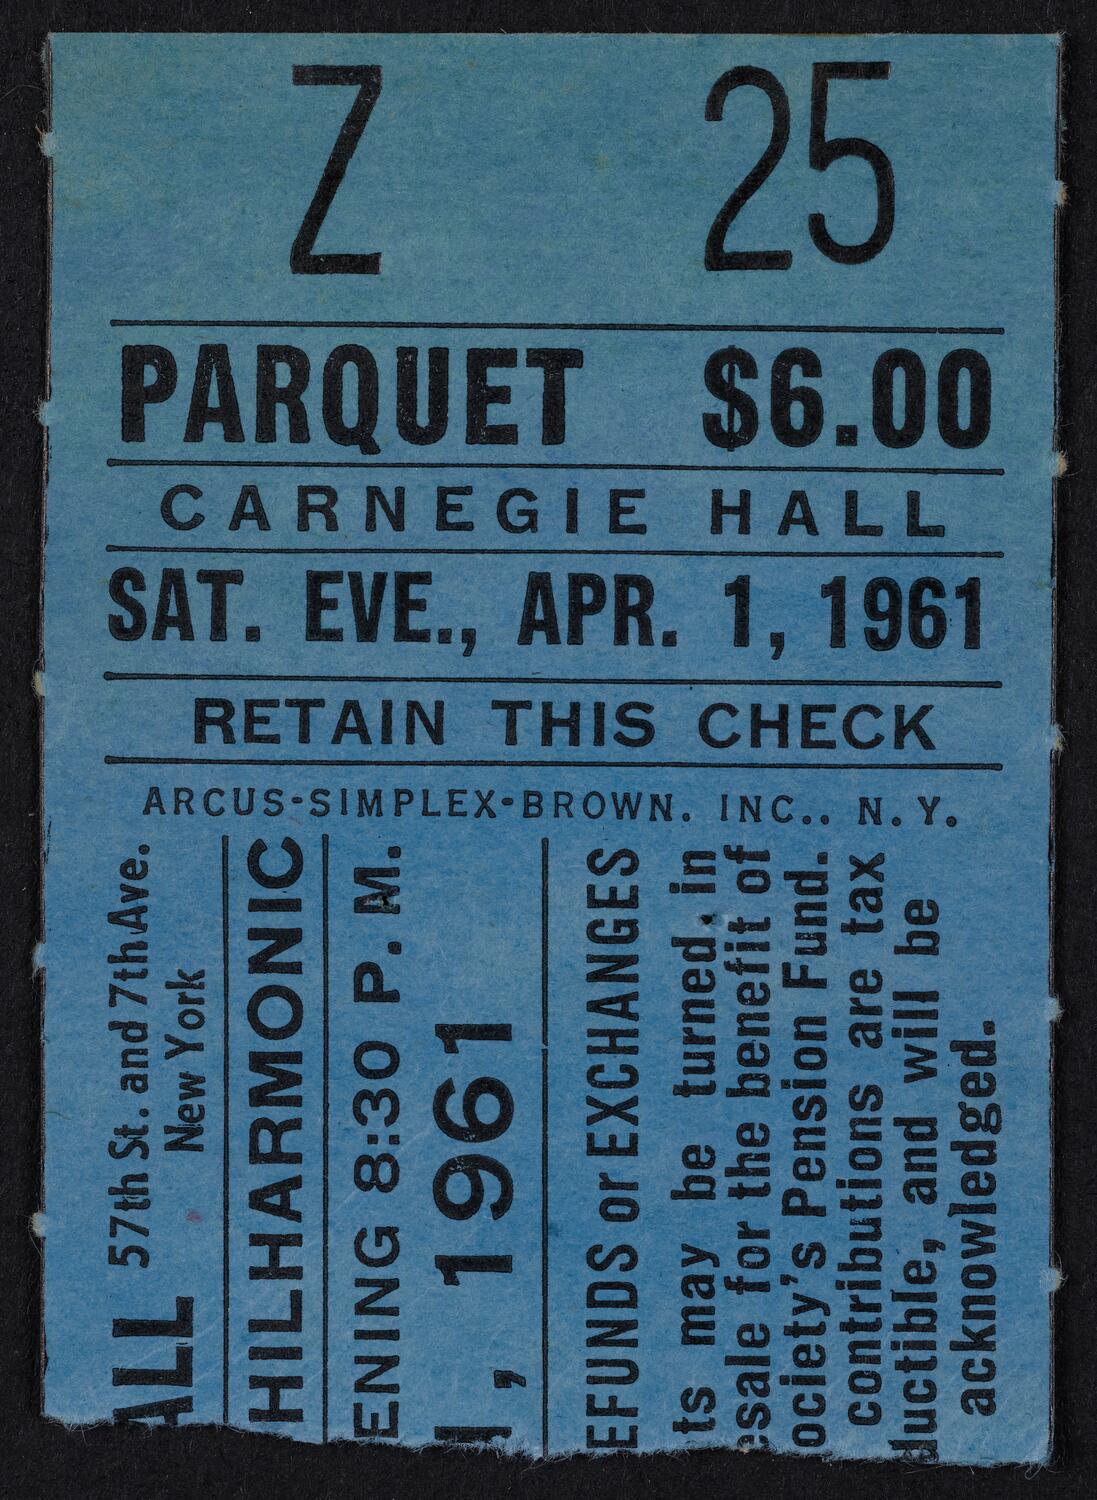 Z 25
PARQUET $6.00
CARNEGIE HALL
SAT. EVE., APR. 1, 1961
RETAIN THIS CHECK
ARCUS-SIMPLEX-BROWN. INC.. N.Y.
ALL 57th St. and 7th Ave.
New York
HILHARMONIC
ENING 8:30 P.M.
1, 1961
EFUNDS or EXCHANGES
ts may be turned in
esale for the benefit of
ociety's Pension Fund.
contributions are tax
ductible, and will be
acknowledged.